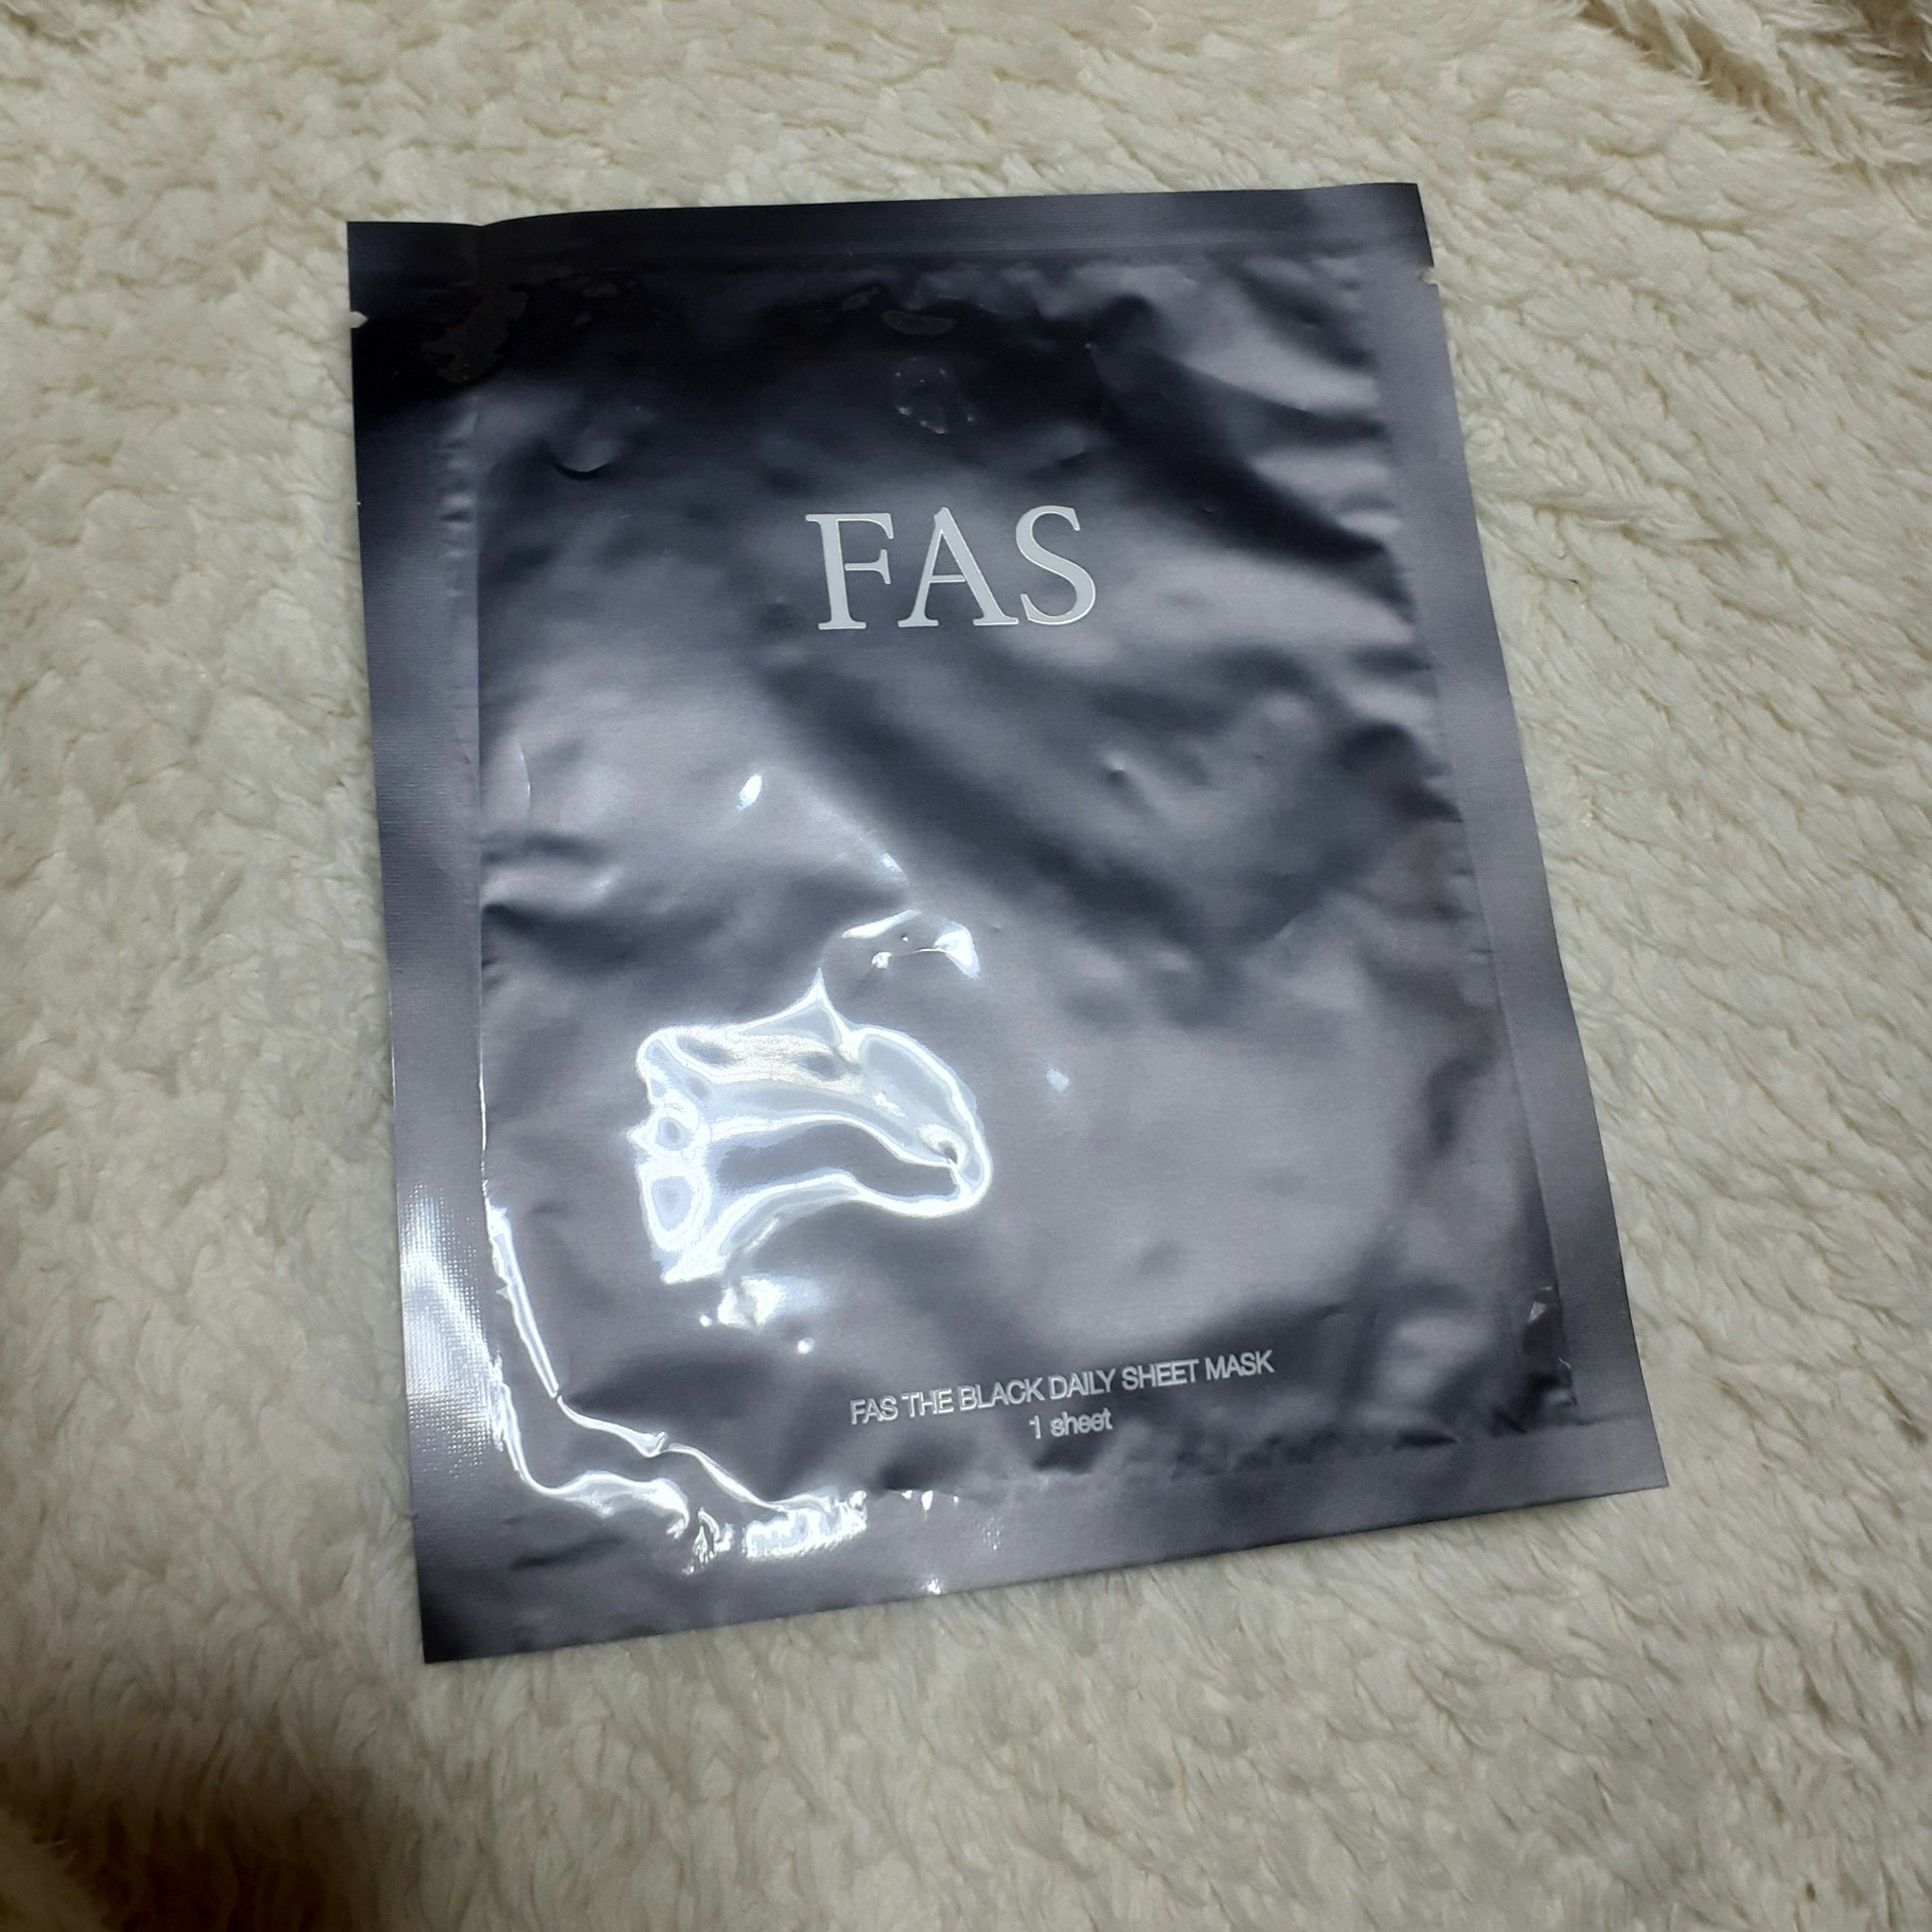 FAS
FAS THE BLACK DAILY SHEET MASK
1 sheet